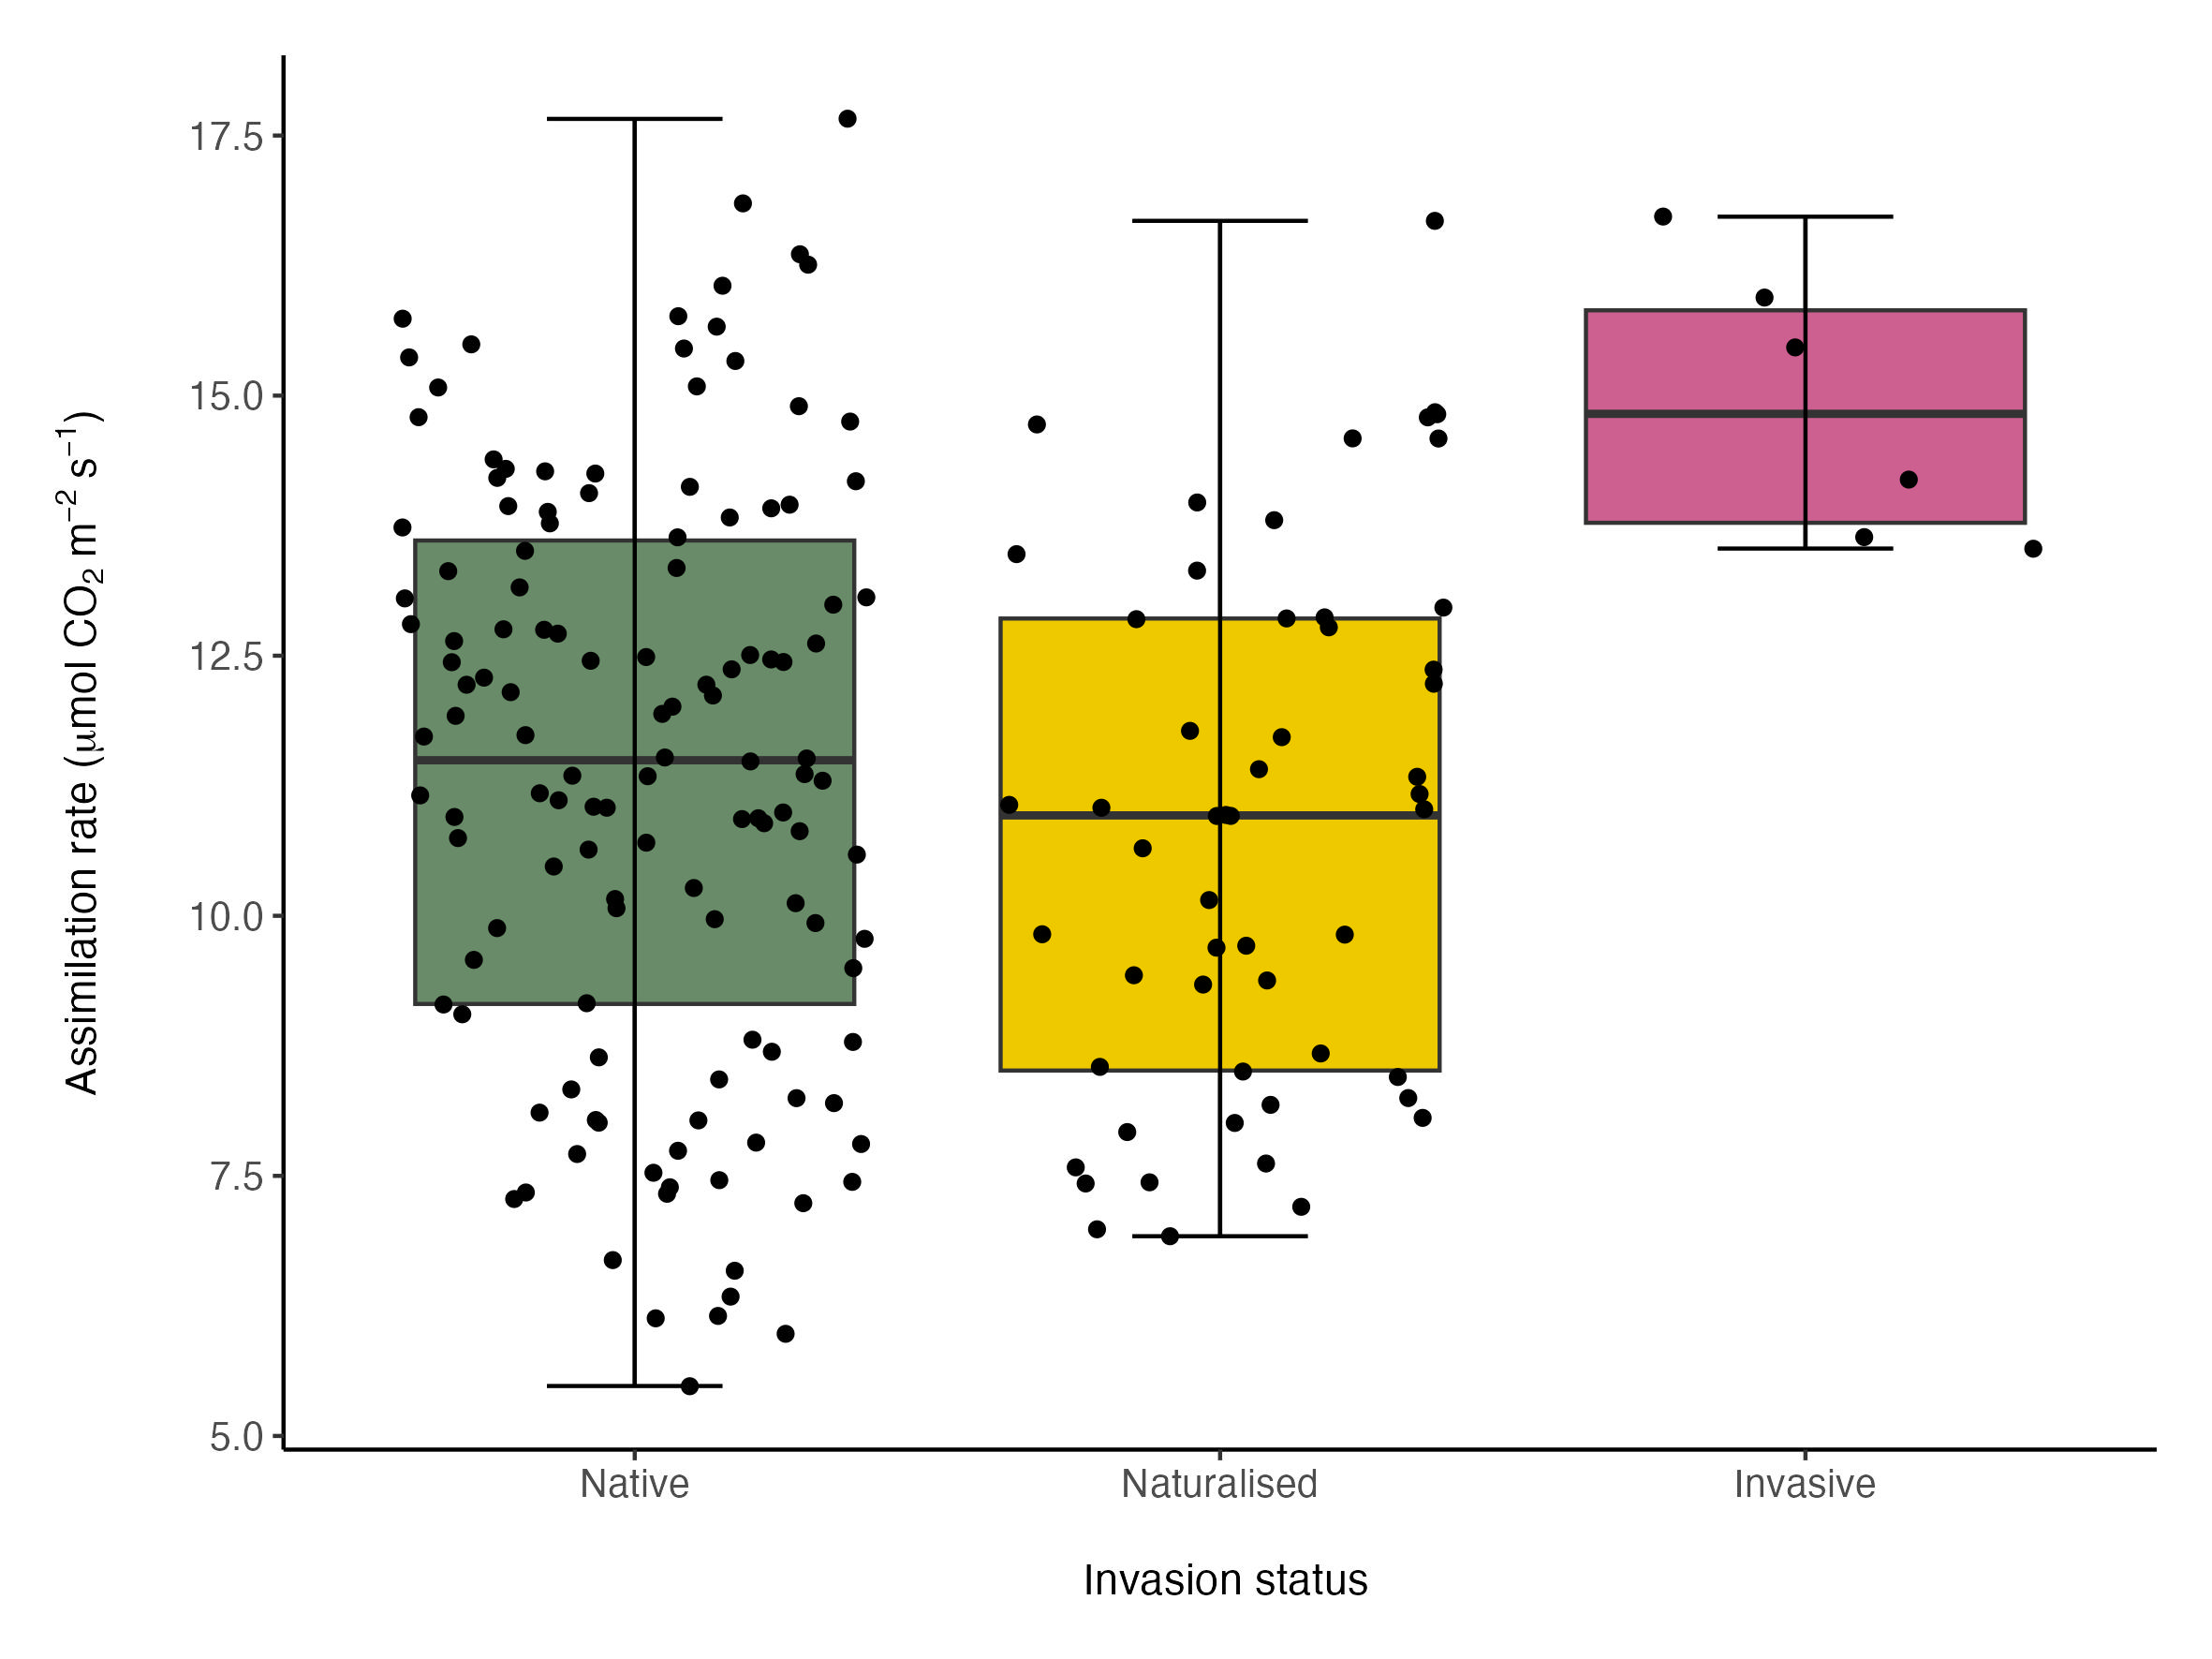 Assimilation rate (μmol CO₂ m⁻² s⁻¹)
17.5
15.0
12.5
10.0
7.5
5.0
Native Naturalised Invasive
Invasion status